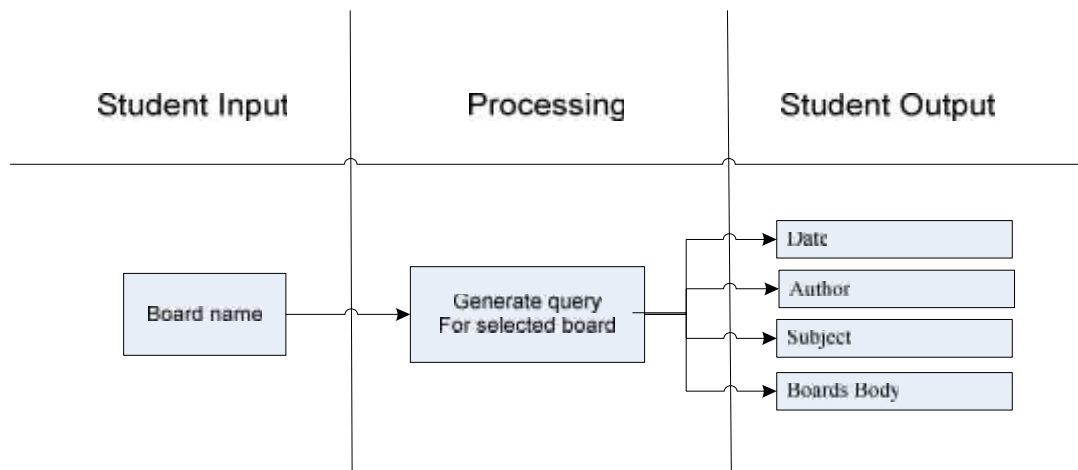 Student Input
Processing
Student Output
Board name
Generate query
For selected board
Date
Author
Subject
Boards Body